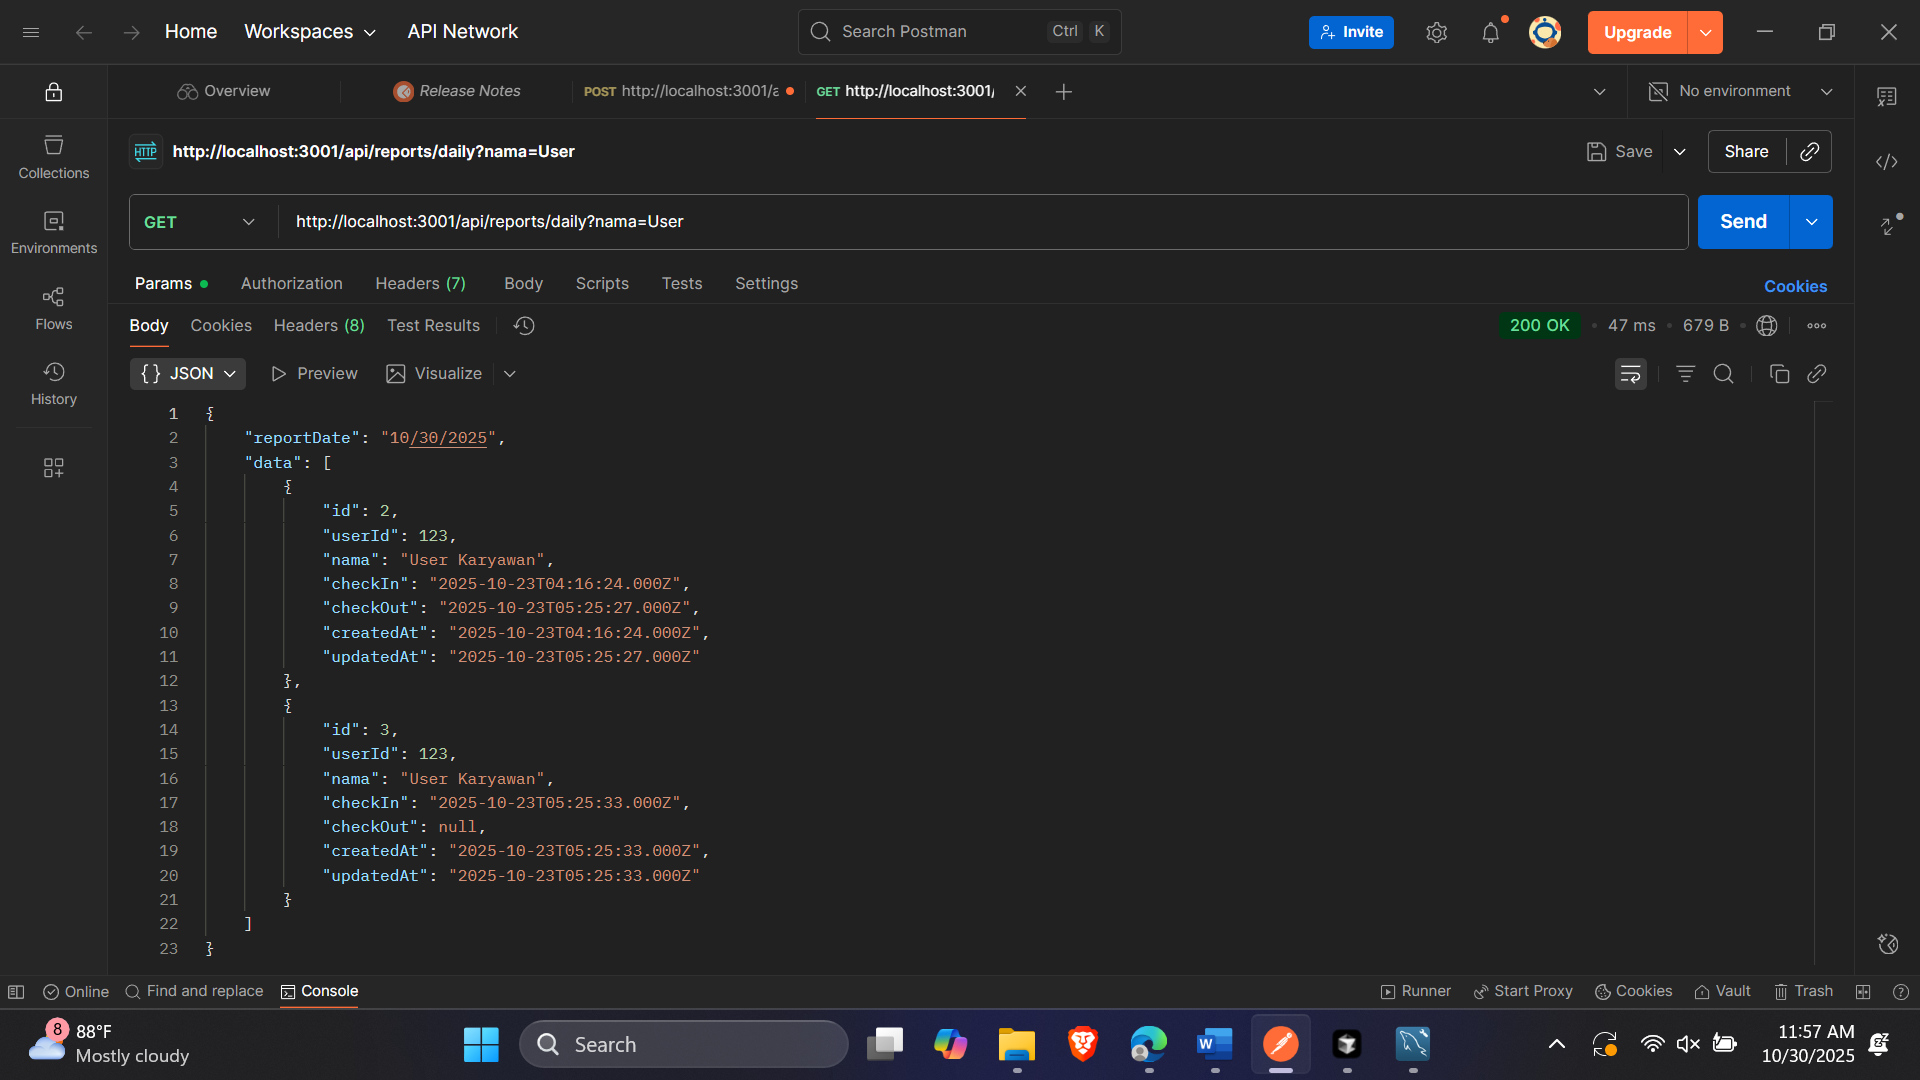 Home Workspaces API Network Search Postman Ctrl K Invite Upgrade
Overview Release Notes POST http://localhost:3001/a GET http://localhost:3001/ No environment
HTTP http://localhost:3001/api/reports/daily?nama=User Save Share
Collections
GET http://localhost:3001/api/reports/daily?nama=User Send
Environments
Params Authorization Headers (7) Body Scripts Tests Settings Cookies
Flows
Body Cookies Headers (8) Test Results 200 OK 47 ms 679 B
{} JSON Preview Visualize
History
1 {
2 "reportDate": "10/30/2025",
3 "data": [
4 {
5 "id": 2,
6 "userId": 123,
7 "nama": "User Karyawan",
8 "checkIn": "2025-10-23T04:16:24.000Z",
9 "checkOut": "2025-10-23T05:25:27.000Z",
10 "createdAt": "2025-10-23T04:16:24.000Z",
11 "updatedAt": "2025-10-23T05:25:27.000Z"
12 },
13 {
14 "id": 3,
15 "userId": 123,
16 "nama": "User Karyawan",
17 "checkIn": "2025-10-23T05:25:33.000Z",
18 "checkOut": null,
19 "createdAt": "2025-10-23T05:25:33.000Z",
20 "updatedAt": "2025-10-23T05:25:33.000Z"
21 }
22 ]
23 }
Online Find and replace Console Runner Start Proxy Cookies Vault Trash
8 88°F
Mostly cloudy
Search
W
11:57 AM
10/30/2025